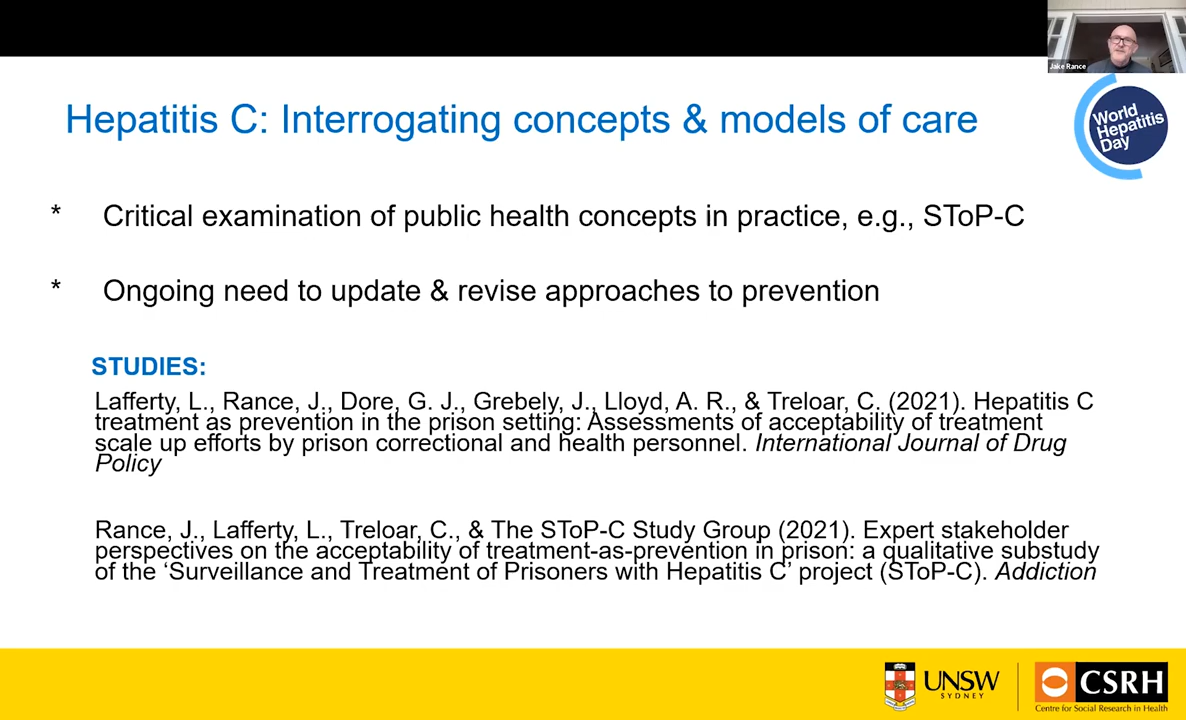 Jake Rance
Hepatitis C: Interrogating concepts & models of care
World
Hepatitis
Day
* Critical examination of public health concepts in practice, e.g., SToP-C
* Ongoing need to update & revise approaches to prevention
STUDIES:
Lafferty, L., Rance, J., Dore, G. J., Grebely, J., Lloyd, A. R., & Treloar, C. (2021). Hepatitis C
treatment as prevention in the prison setting: Assessments of acceptability of treatment
scale up efforts by prison correctional and health personnel. International Journal of Drug
Policy
Rance, J., Lafferty, L., Treloar, C., & The SToP-C Study Group (2021). Expert stakeholder
perspectives on the acceptability of treatment-as-prevention in prison: a qualitative substudy
of the ‘Surveillance and Treatment of Prisoners with Hepatitis C’ project (SToP-C). Addiction
UNSW
SYDNEY
CSRH
Centre for Social Research in Health